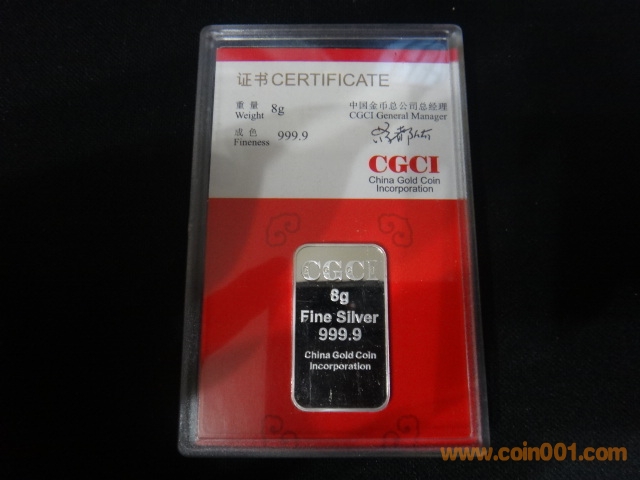 证书CERTIFICATE
重量
Weight 8g
成色
Fineness 999.9
中国金币总公司总经理
CGCI General Manager
CGCI
China Gold Coin
Incorporation
CGCI
8g
Fine Silver
999.9
China Gold Coin
Incorporation
www.coin001.com